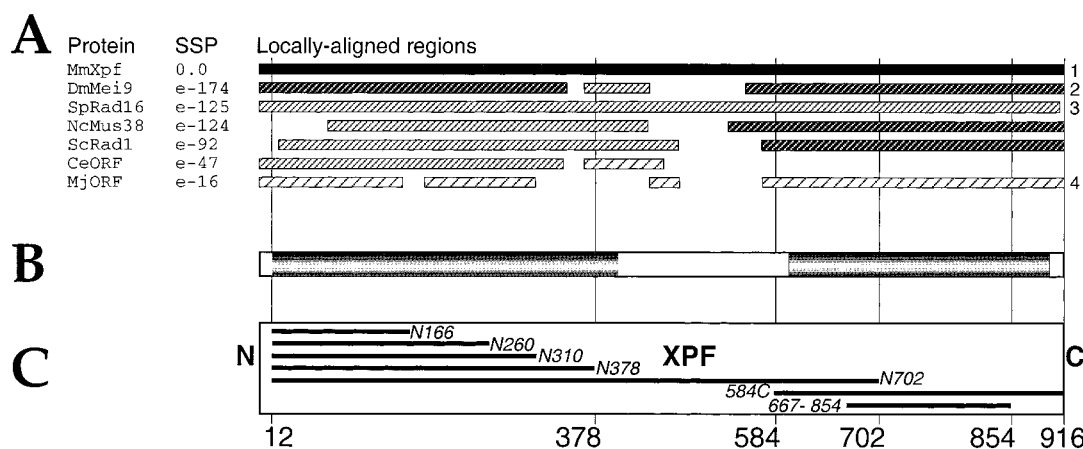 A
Protein SSP Locally-aligned regions
MmXpf 0.0 1
DmMei9 e-174 2
SpRad16 e-125 3
NcMus38 e-124
ScRad1 e-92
CeORF e-47
MjORF e-16 4
B
C
N XPF C
N166
N260
N310
N378
N702
584C
667-854
12 378 584 702 854 916